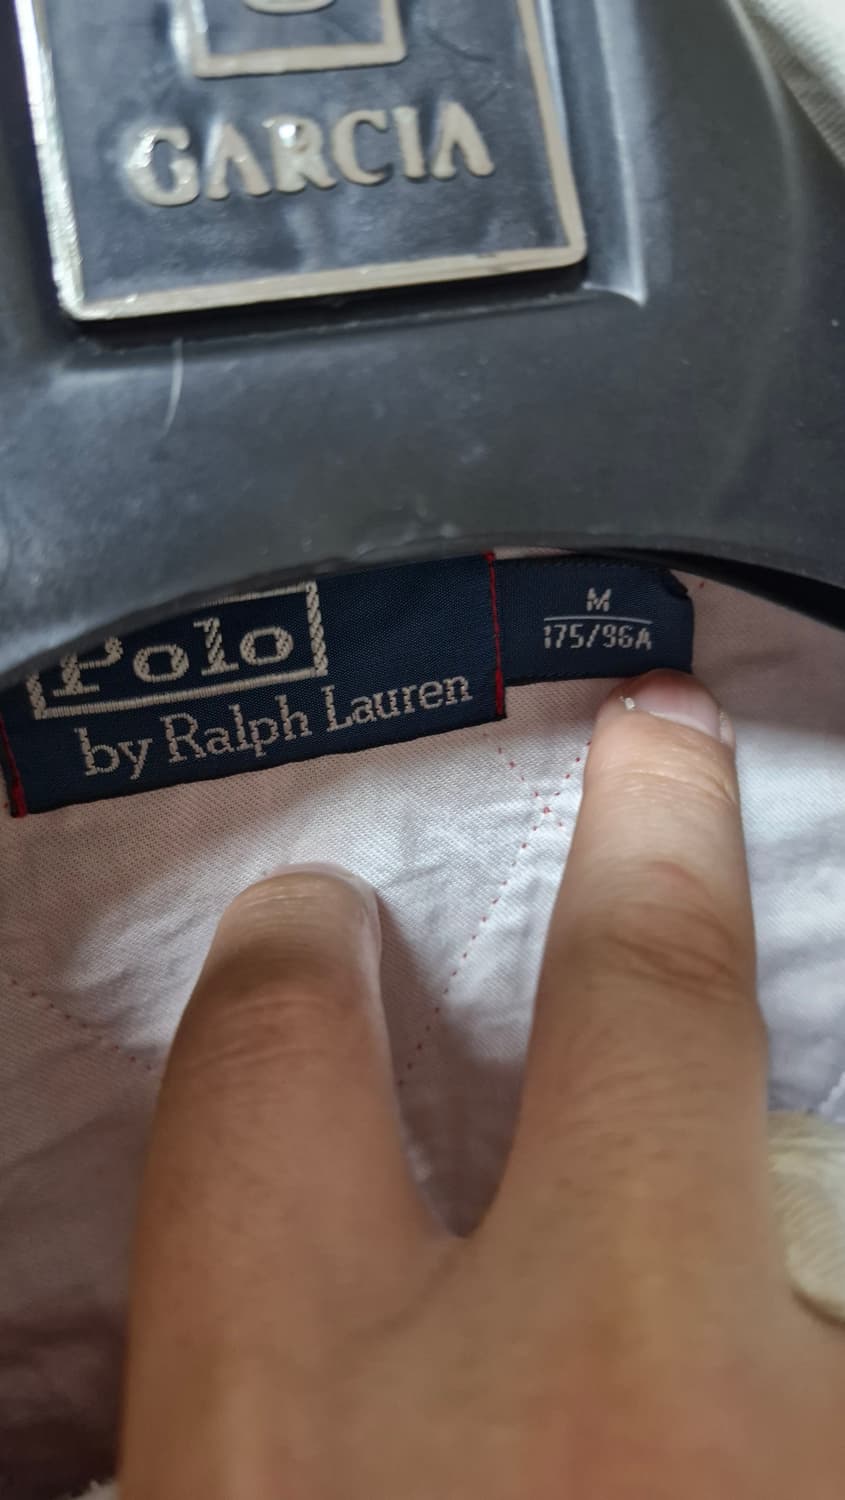 GARCIA
Polo
by Ralph Lauren
M
175/96A